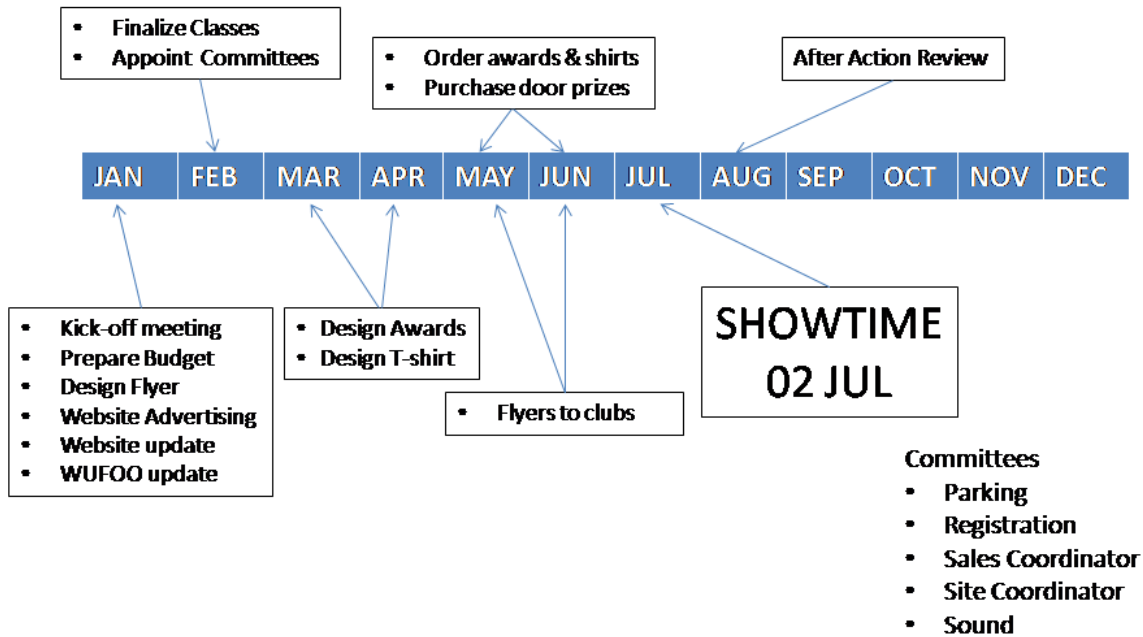 • Finalize Classes
• Appoint Committees
• Order awards & shirts
• Purchase door prizes
After Action Review
JAN FEB MAR APR MAY JUN JUL AUG SEP OCT NOV DEC
• Kick-off meeting
• Prepare Budget
• Design Flyer
• Website Advertising
• Website update
• WUFOO update
• Design Awards
• Design T-shirt
• Flyers to clubs
SHOWTIME
02 JUL
Committees
• Parking
• Registration
• Sales Coordinator
• Site Coordinator
• Sound